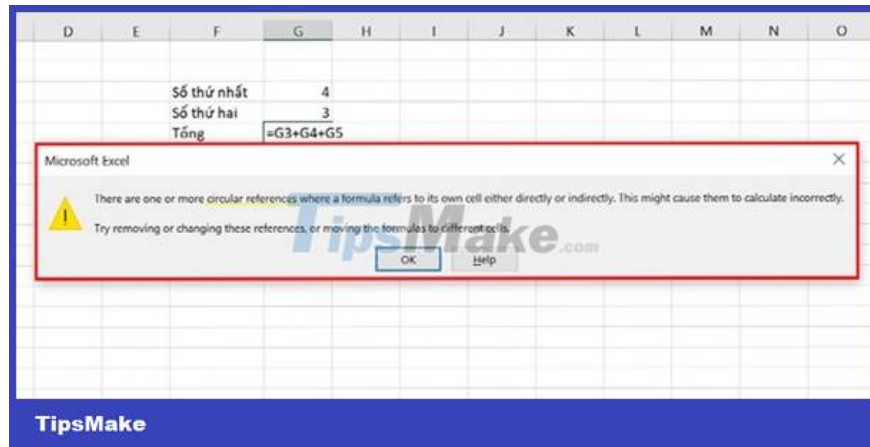 D E F G H I J K L M N O
Số thứ nhất 4
Số thứ hai 3
Tổng =G3+G4+G5
Microsoft Excel
There are one or more circular references where a formula refers to its own cell either directly or indirectly. This might cause them to calculate incorrectly.
Try removing or changing these references, or moving the formulas to different cells.
TipsMake.com
OK Help
TipsMake